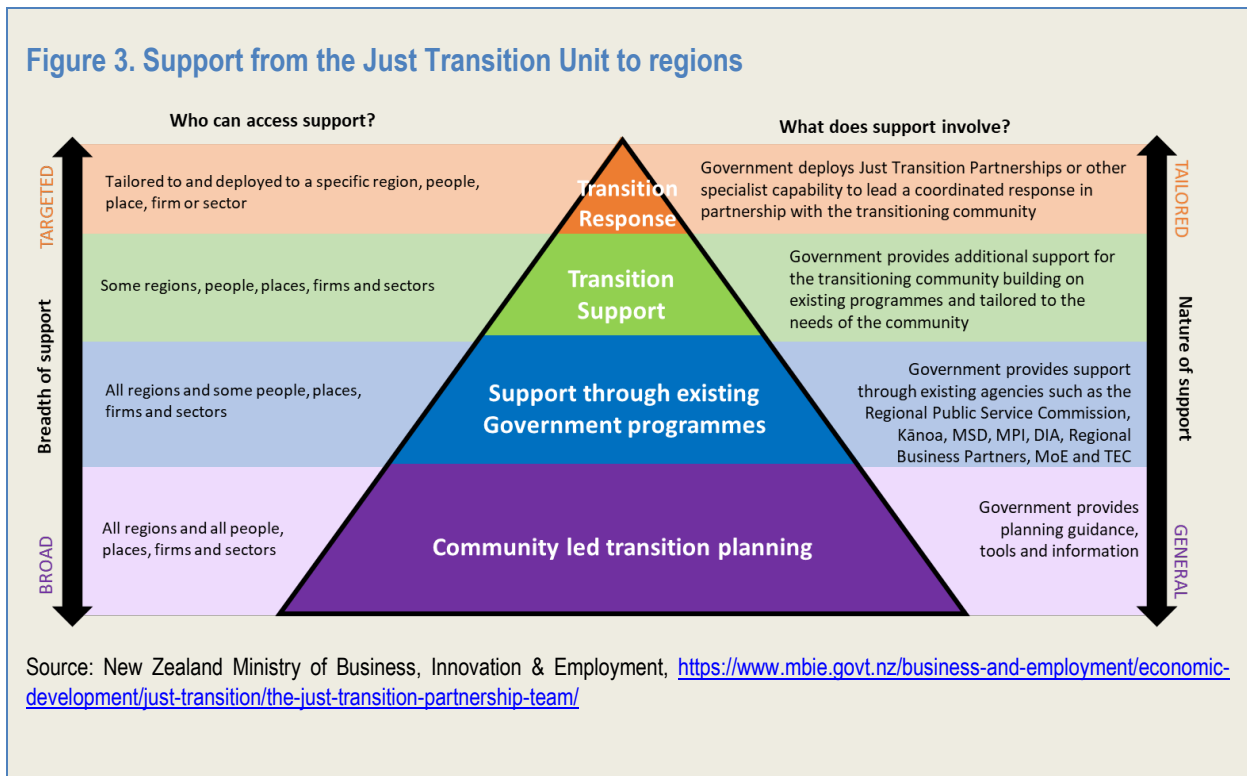 Figure 3. Support from the Just Transition Unit to regions
Who can access support?
What does support involve?
TARGETED
Breadth of support
BROAD
Tailored to and deployed to a specific region, people,
place, firm or sector
Transition
Response
Government deploys Just Transition Partnerships or other
specialist capability to lead a coordinated response in
partnership with the transitioning community
Some regions, people, places, firms and sectors
Transition
Support
Government provides additional support for
the transitioning community building on
existing programmes and tailored to the
needs of the community
All regions and some people, places,
firms and sectors
Support through existing
Government programmes
Government provides support
through existing agencies such as the
Regional Public Service Commission,
Kānoa, MSD, MPI, DIA, Regional
Business Partners, MoE and TEC
All regions and all people,
places, firms and sectors
Community led transition planning
Government provides
planning guidance,
tools and information
TAILORED
Nature of support
GENERAL
Source: New Zealand Ministry of Business, Innovation & Employment, https://www.mbie.govt.nz/business-and-employment/economic-
development/just-transition/the-just-transition-partnership-team/